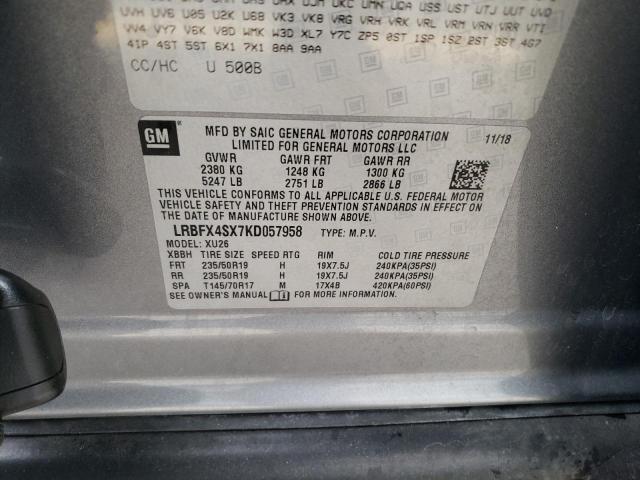 UVH UV6 U05 U2K U68 VK3 VK8 VRG VRH VRK VRL VRM VRN VRR VTI
VV4 VY7 V6K V8D WMK W3D XL7 Y7C ZP5 0ST 1SP 1SZ 2ST 3ST 4G7
41P 4ST 5ST 6X1 7X1 8AA 9AA
CC/HC U 500B
GM
MFD BY SAIC GENERAL MOTORS CORPORATION 11/18
LIMITED FOR GENERAL MOTORS LLC
GVWR GAWR FRT GAWR RR
2380 KG 1248 KG 1300 KG
5247 LB 2751 LB 2866 LB
THIS VEHICLE CONFORMS TO ALL APPLICABLE U.S. FEDERAL MOTOR
VEHICLE SAFETY AND THEFT PREVENTION STANDARDS IN EFFECT ON THE
DATE OF MANUFACTURE SHOWN ABOVE.
LRBFX4SX7KD057958 TYPE: M.P.V.
MODEL: XU26
XBBH TIRE SIZE SPEED RTG RIM COLD TIRE PRESSURE
FRT 235/50R19 H 19X7.5J 240KPA(35PSI)
RR 235/50R19 H 19X7.5J 240KPA(35PSI)
SPA T145/70R17 M 17X4B 420KPA(60PSI)
SEE OWNER'S MANUAL FOR MORE INFORMATION.